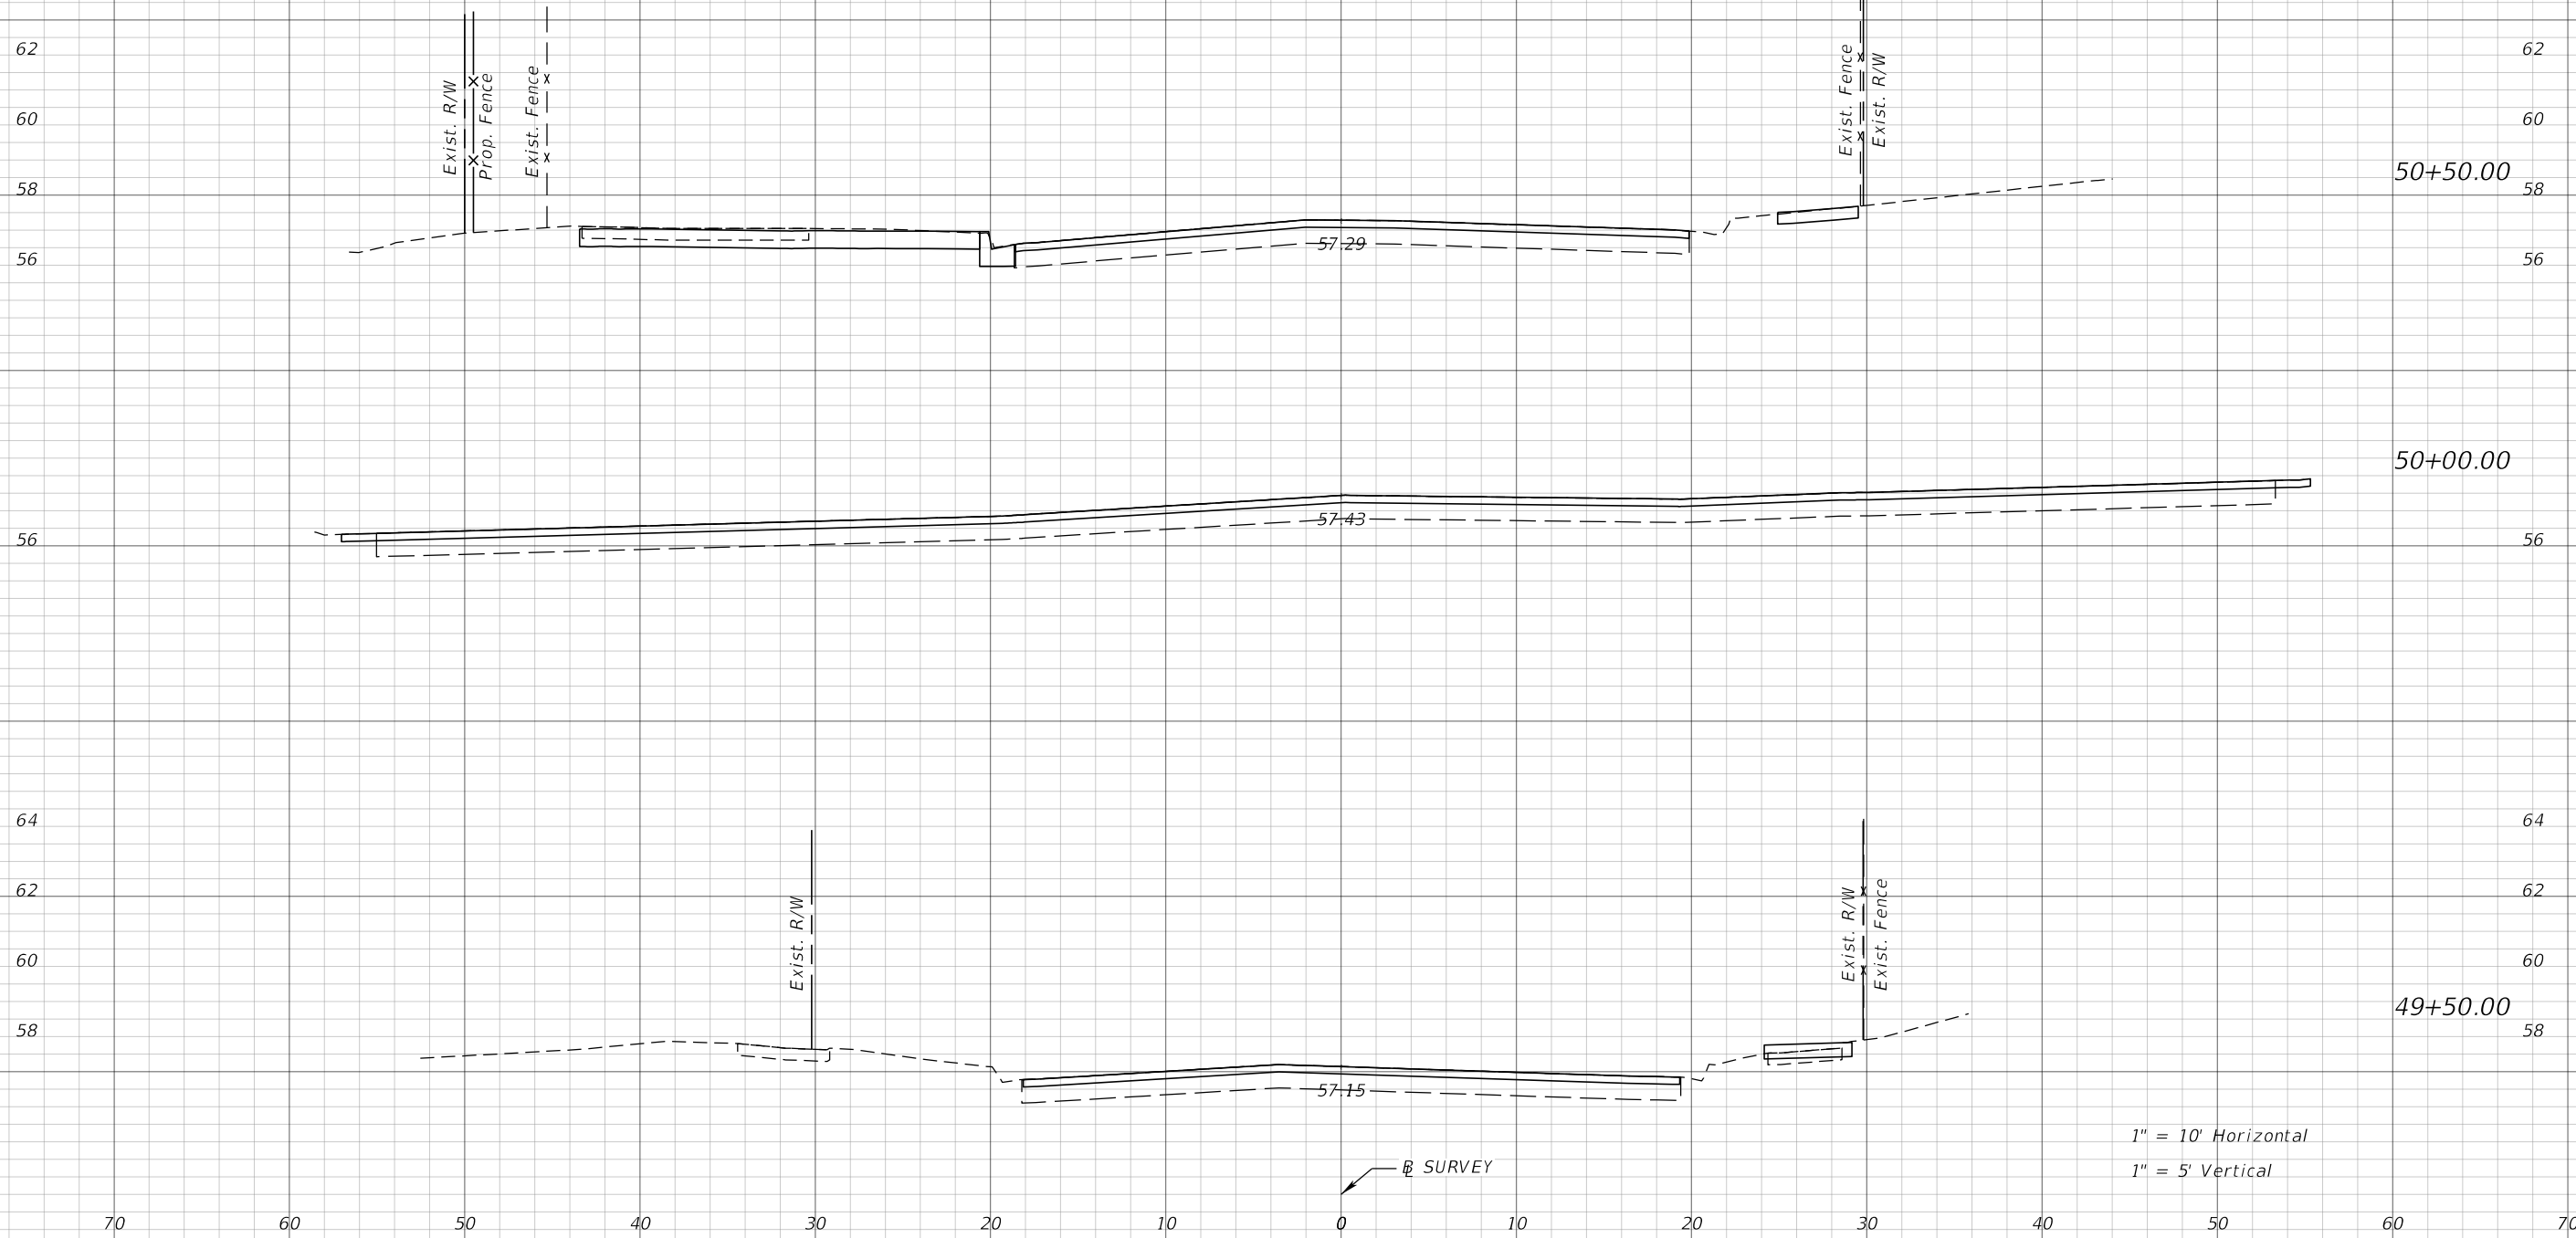 62 62
Exist. R/W
Prop. Fence
Exist. Fence
Exist. Fence
Exist. R/W
60 60
50+50.00
58 58
57.29
56 56
50+00.00
57.43
56 56
64 64
62 62
Exist. R/W
Exist. R/W
Exist. Fence
60 60
49+50.00
58 58
57.15
1" = 10' Horizontal
BL SURVEY
1" = 5' Vertical
70 60 50 40 30 20 10 0 10 20 30 40 50 60 70